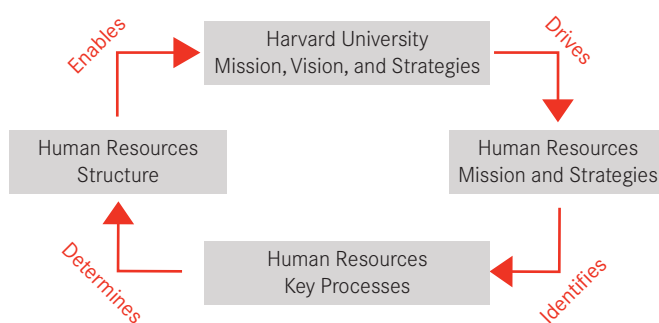 Harvard University
Mission, Vision, and Strategies
Drives
Human Resources
Mission and Strategies
Identifies
Human Resources
Key Processes
Determines
Human Resources
Structure
Enables